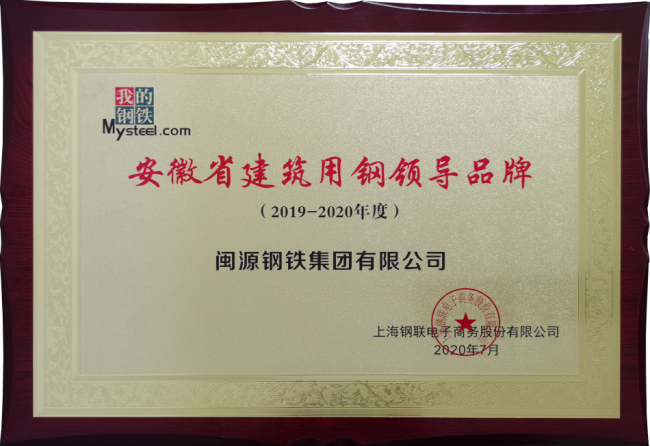 我的
钢铁
Mysteel.com
安徽省建筑用钢领导品牌
（2019-2020年度）
闽源钢铁集团有限公司
上海钢联电子商务股份有限公司
2020年7月